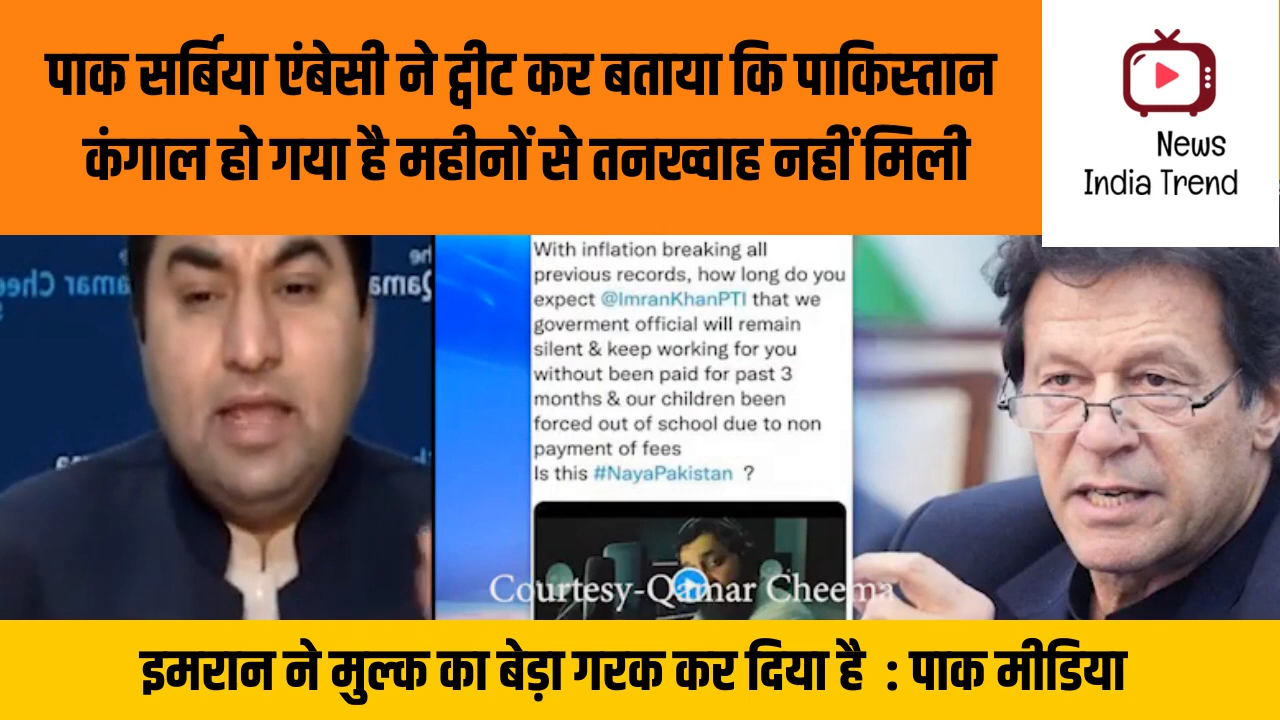 पाक सर्बिया एंबेसी ने ट्वीट कर बताया कि पाकिस्तान
कंगाल हो गया है महीनों से तनख्वाह नहीं मिली
News
India Trend
With inflation breaking all
previous records, how long do you
expect @ImranKhanPTI that we
goverment official will remain
silent & keep working for you
without been paid for past 3
months & our children been
forced out of school due to non
payment of fees
Is this #NayaPakistan ?
Courtesy-Qamar Cheema
इमरान ने मुल्क का बेड़ा गरक कर दिया है : पाक मीडिया